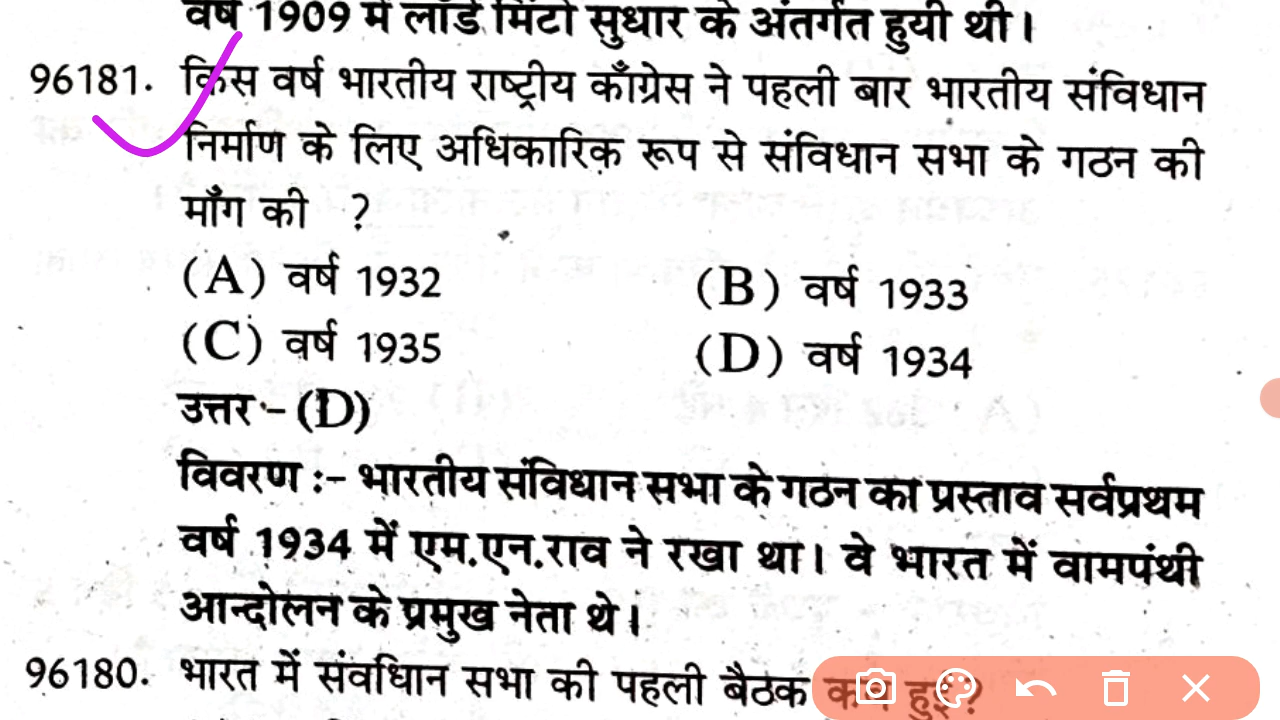 वर्ष 1909 में लॉर्ड मिंटो सुधार के अंतर्गत हुयी थी।
96181. किस वर्ष भारतीय राष्ट्रीय काँग्रेस ने पहली बार भारतीय संविधान
निर्माण के लिए अधिकारिक रूप से संविधान सभा के गठन की
माँग की ?
(A) वर्ष 1932 (B) वर्ष 1933
(C) वर्ष 1935 (D) वर्ष 1934
उत्तर - (D)
विवरण :- भारतीय संविधान सभा के गठन का प्रस्ताव सर्वप्रथम
वर्ष 1934 में एम.एन.राव ने रखा था। वे भारत में वामपंथी
आन्दोलन के प्रमुख नेता थे।
96180. भारत में संवधिान सभा की पहली बैठक कब हुई?